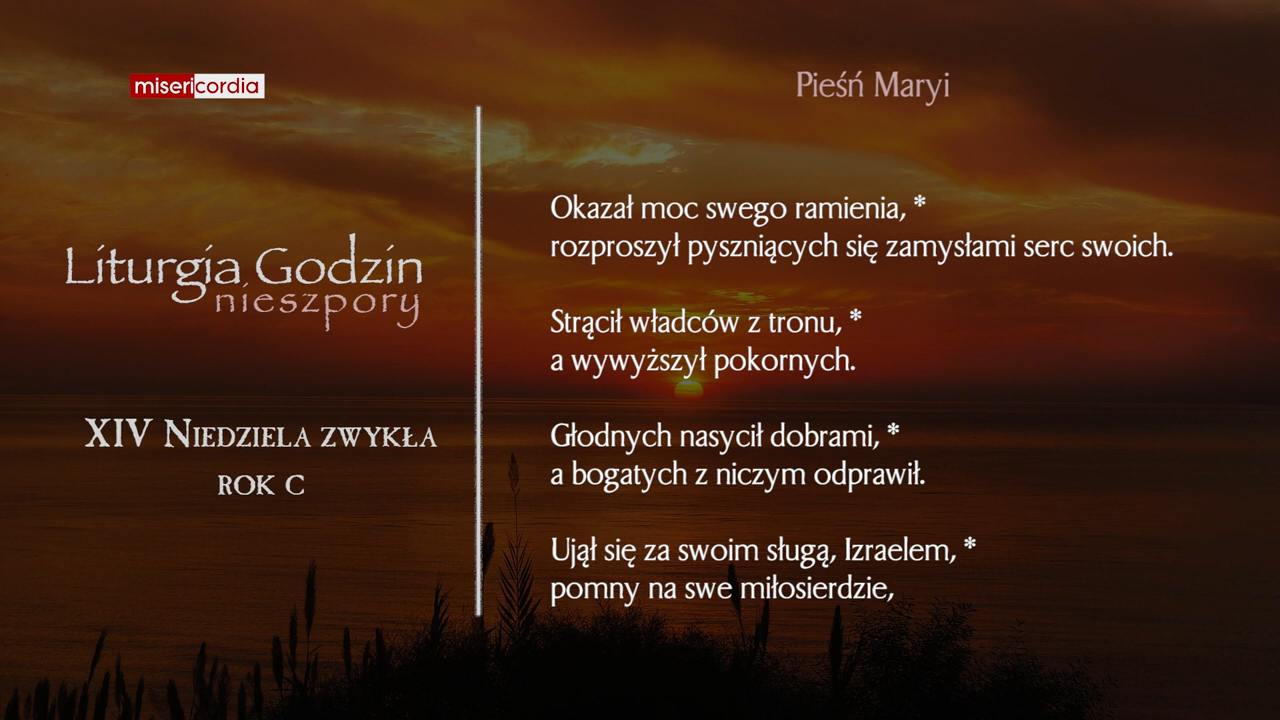 misericordia
Liturgia Godzin
nieszpory
XIV Niedziela zwykła
rok C
Pieśń Maryi
Okazał moc swego ramienia, *
rozproszył pyszniących się zamysłami serc swoich.
Strącił władców z tronu, *
a wywyższył pokornych.
Głodnych nasycił dobrami, *
a bogatych z niczym odprawił.
Ujął się za swoim sługą, Izraelem, *
pomny na swe miłosierdzie,